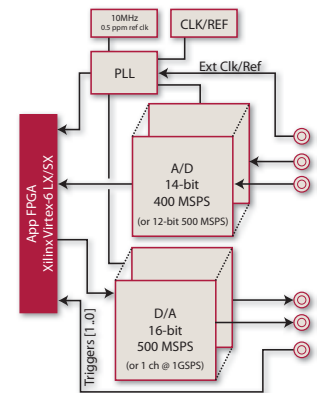 10MHz
0.5 ppm ref clk
CLK/REF
PLL
Ext Clk/Ref
A/D
14-bit
400 MSPS
(or 12-bit 500 MSPS)
App FPGA
Xilinx Virtex-6 LX/SX
D/A
16-bit
500 MSPS
(or 1 ch @ 1GSPS)
Triggers [1..0]